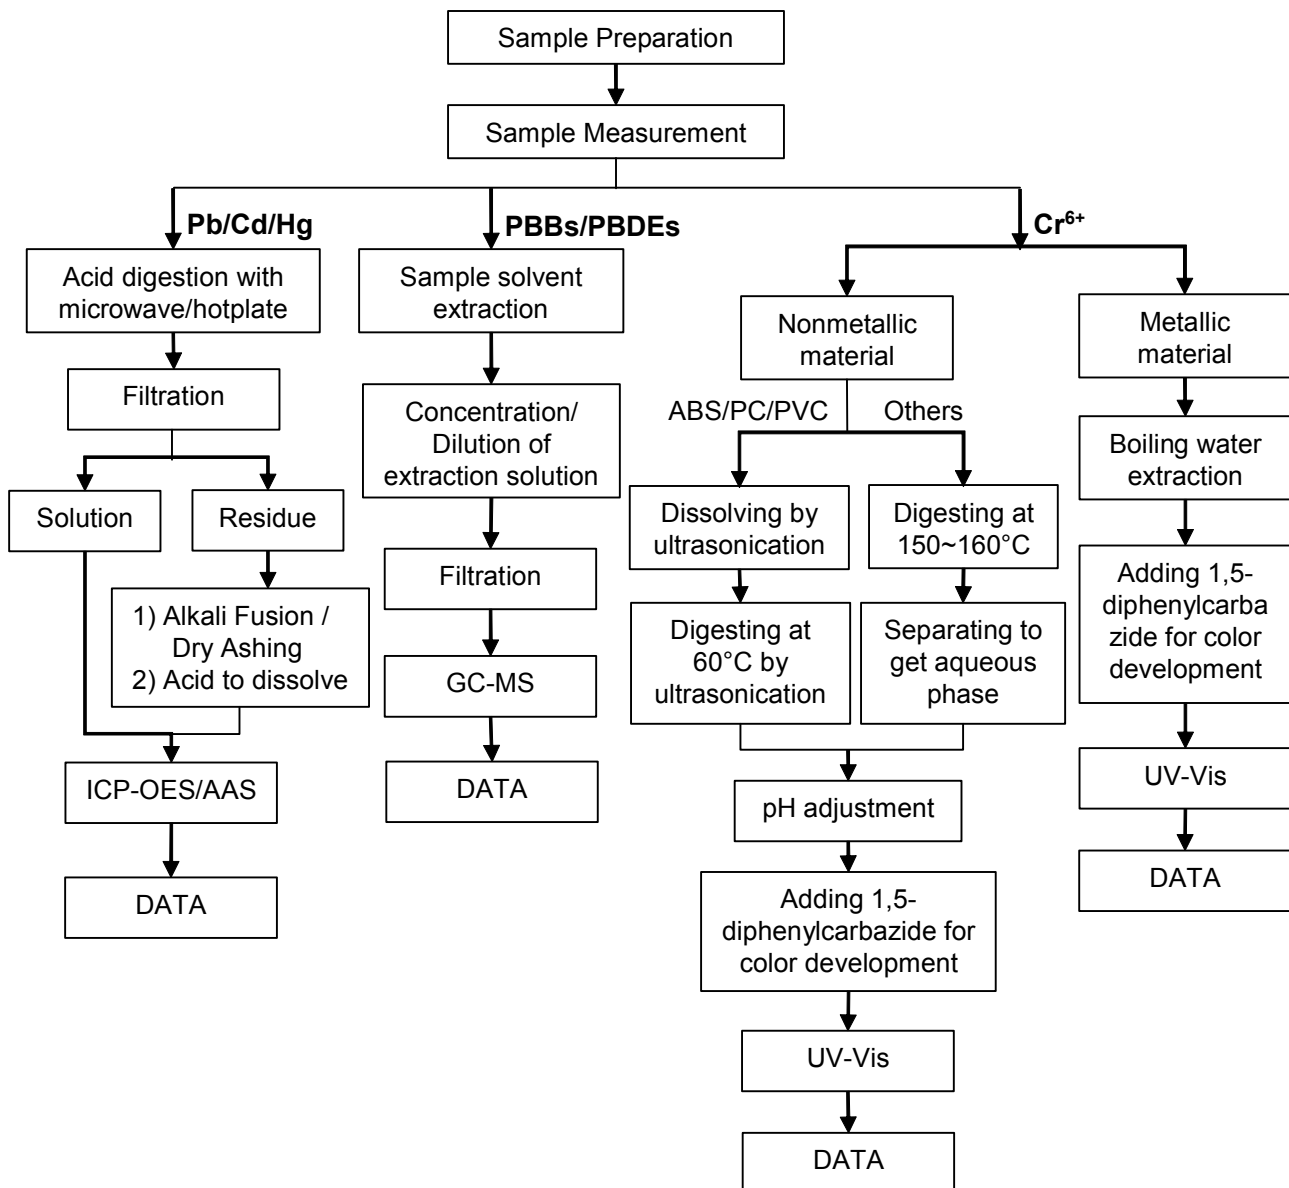 Sample Preparation
Sample Measurement
Pb/Cd/Hg
Acid digestion with
microwave/hotplate
Filtration
Solution
Residue
1) Alkali Fusion /
Dry Ashing
2) Acid to dissolve
ICP-OES/AAS
DATA
PBBs/PBDEs
Sample solvent
extraction
Concentration/
Dilution of
extraction solution
Filtration
GC-MS
DATA
Cr⁶⁺
Nonmetallic
material
ABS/PC/PVC
Others
Dissolving by
ultrasonication
Digesting at
60°C by
ultrasonication
Digesting at
150~160°C
Separating to
get aqueous
phase
pH adjustment
Adding 1,5-
diphenylcarbazide for
color development
UV-Vis
DATA
Metallic
material
Boiling water
extraction
Adding 1,5-
diphenylcarba
zide for color
development
UV-Vis
DATA